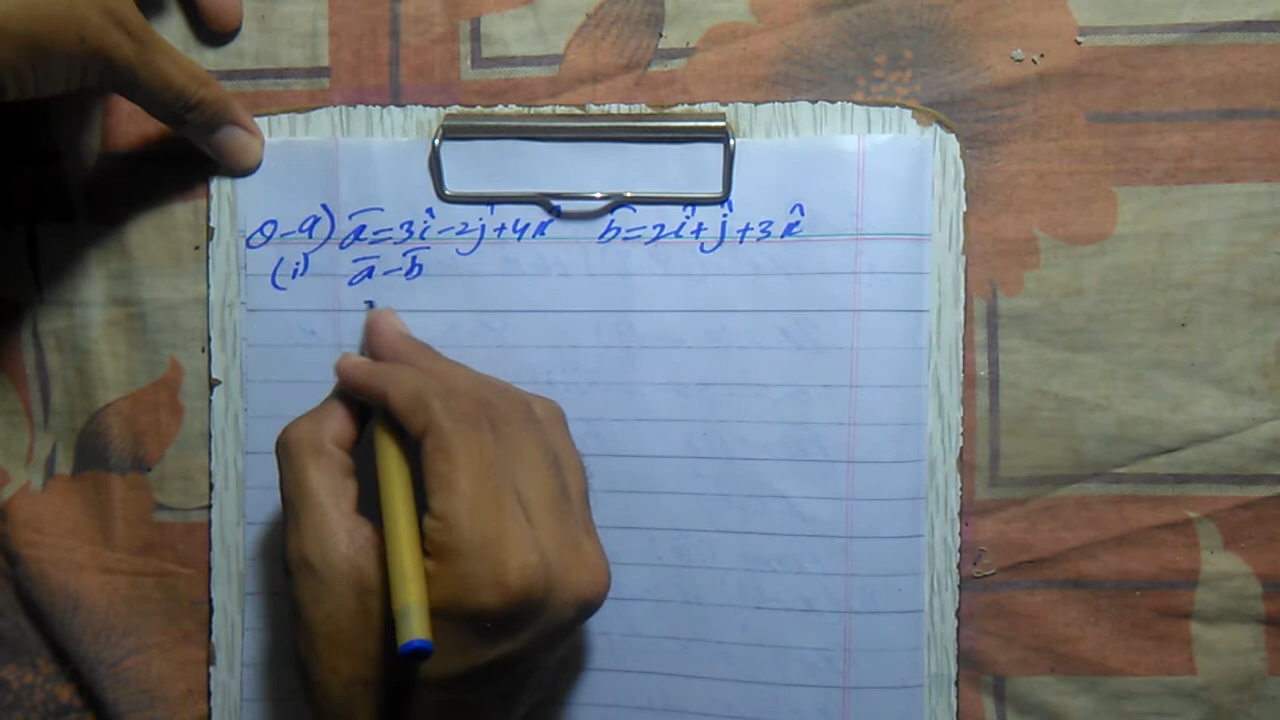 Q-9) a̅=3î-2ĵ+4k̂ b̅=2î+ĵ+3k̂
(i) a̅-b̅